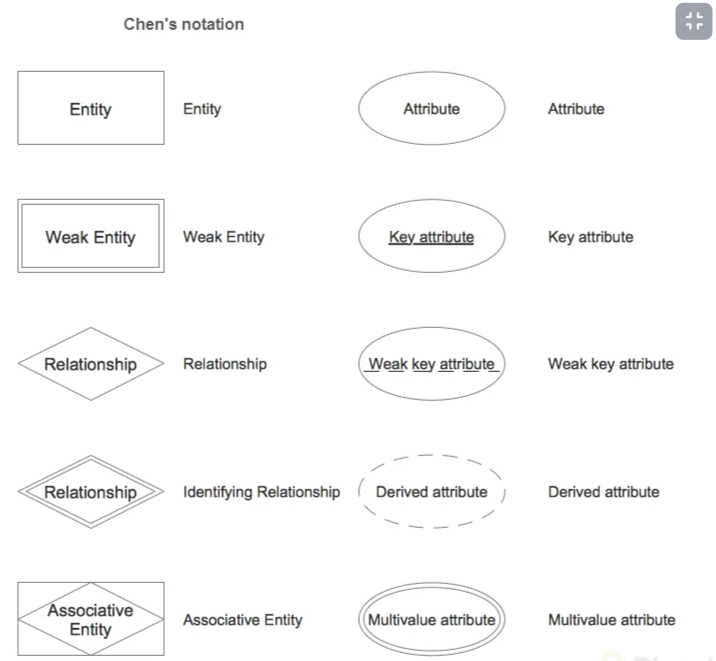 Chen's notation
Entity
Entity
Attribute
Attribute
Weak Entity
Weak Entity
Key attribute
Key attribute
Relationship
Relationship
Weak key attribute
Weak key attribute
Relationship
Identifying Relationship
Derived attribute
Derived attribute
Associative
Entity
Associative Entity
Multivalue attribute
Multivalue attribute